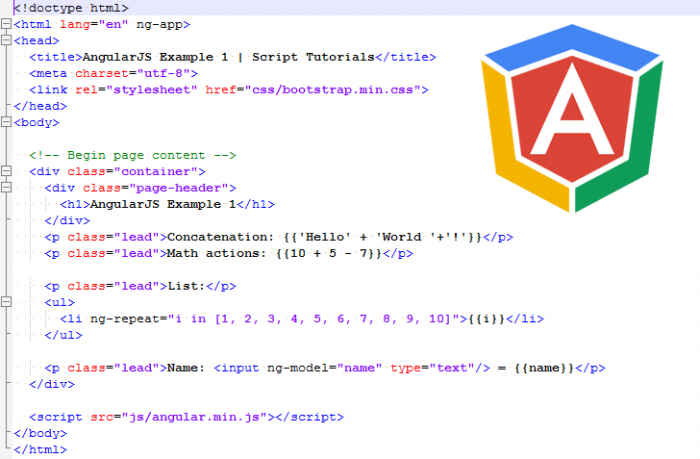 <!doctype html>
<html lang="en" ng-app>
<head>
<title>AngularJS Example 1 | Script Tutorials</title>
<meta charset="utf-8">
<link rel="stylesheet" href="css/bootstrap.min.css">
</head>
<body>
<!-- Begin page content -->
<div class="container">
<div class="page-header">
<h1>AngularJS Example 1</h1>
</div>
<p class="lead">Concatenation: {{'Hello' + 'World '+'!'}}</p>
<p class="lead">Math actions: {{10 + 5 - 7}}</p>
<p class="lead">List:</p>
<ul>
<li ng-repeat="i in [1, 2, 3, 4, 5, 6, 7, 8, 9, 10]">{{i}}</li>
</ul>
<p class="lead">Name: <input ng-model="name" type="text"/> = {{name}}</p>
</div>
<script src="js/angular.min.js"></script>
</body>
</html>
A